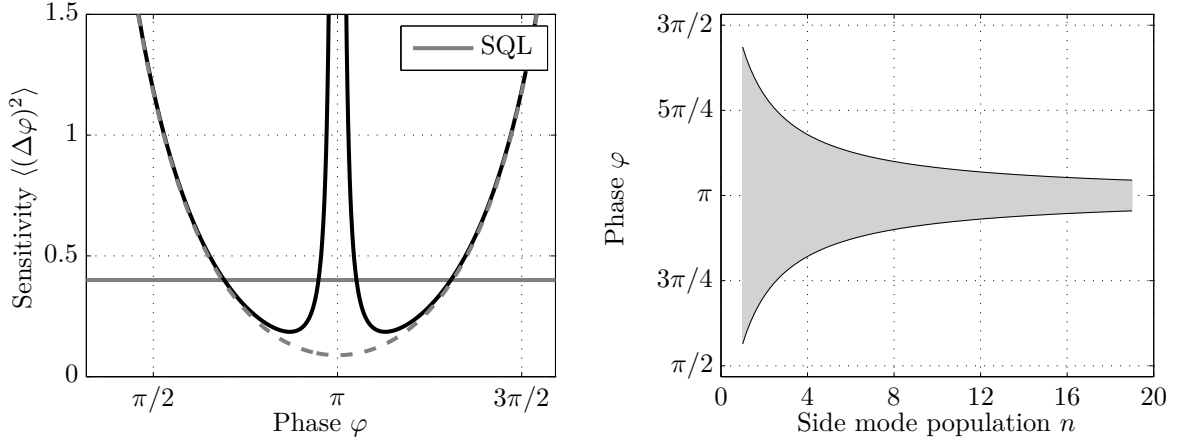 1.5
1
0.5
0
Sensitivity ⟨(Δφ)²⟩
SQL
π/2
π
3π/2
Phase φ
3π/2
5π/4
π
3π/4
π/2
Phase φ
0
4
8
12
16
20
Side mode population n